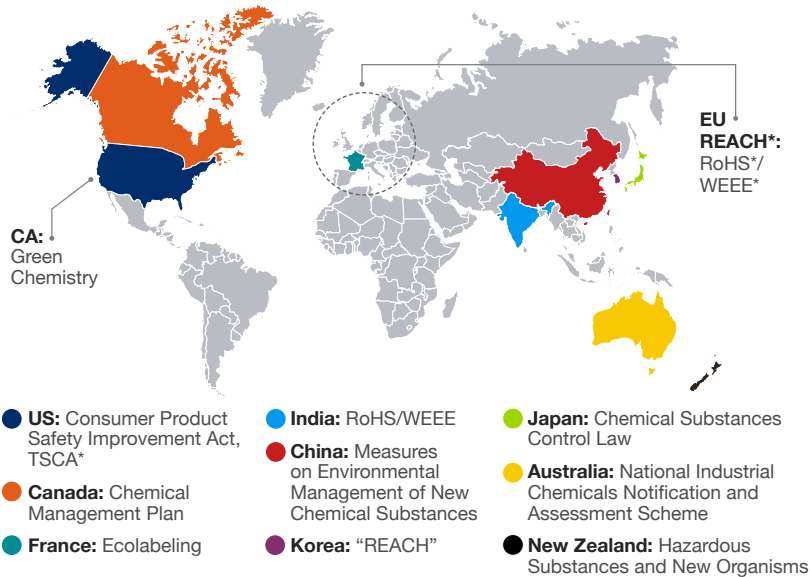 EU
REACH*:
RoHS*/
WEEE*
CA:
Green
Chemistry
US: Consumer Product
Safety Improvement Act,
TSCA*
Canada: Chemical
Management Plan
France: Ecolabeling
India: RoHS/WEEE
China: Measures
on Environmental
Management of New
Chemical Substances
Korea: “REACH”
Japan: Chemical Substances
Control Law
Australia: National Industrial
Chemicals Notification and
Assessment Scheme
New Zealand: Hazardous
Substances and New Organisms